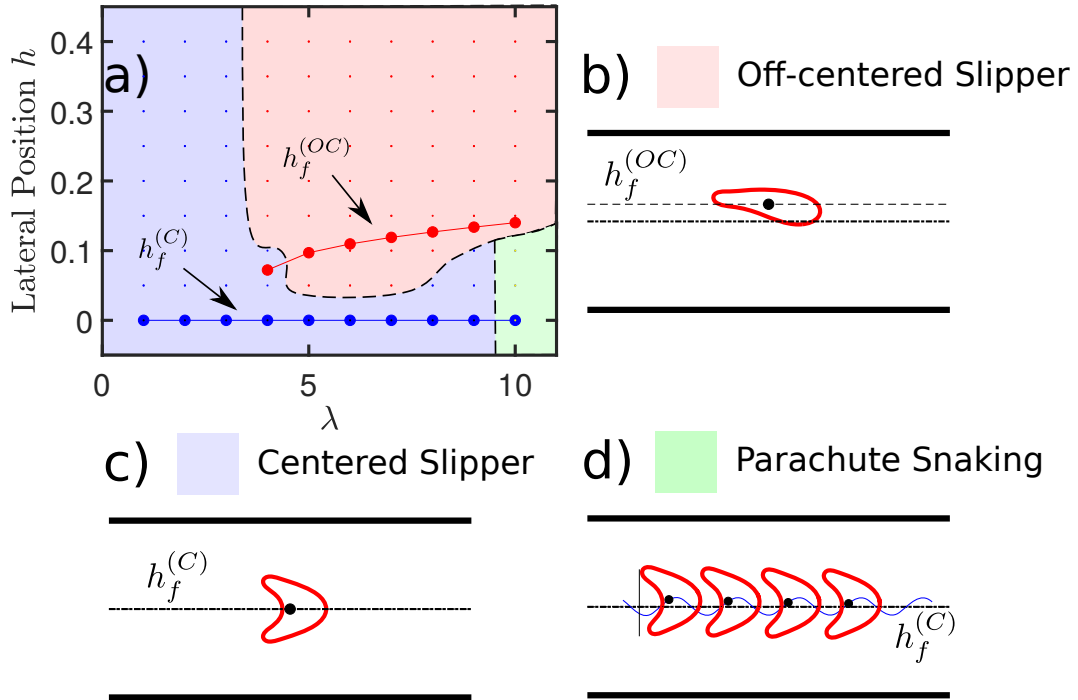 a)
Lateral Position h
0.4
0.3
0.2
0.1
0
0
5
10
λ
h_f^{(OC)}
h_f^{(C)}
b) Off-centered Slipper
h_f^{(OC)}
c) Centered Slipper
h_f^{(C)}
d) Parachute Snaking
h_f^{(C)}